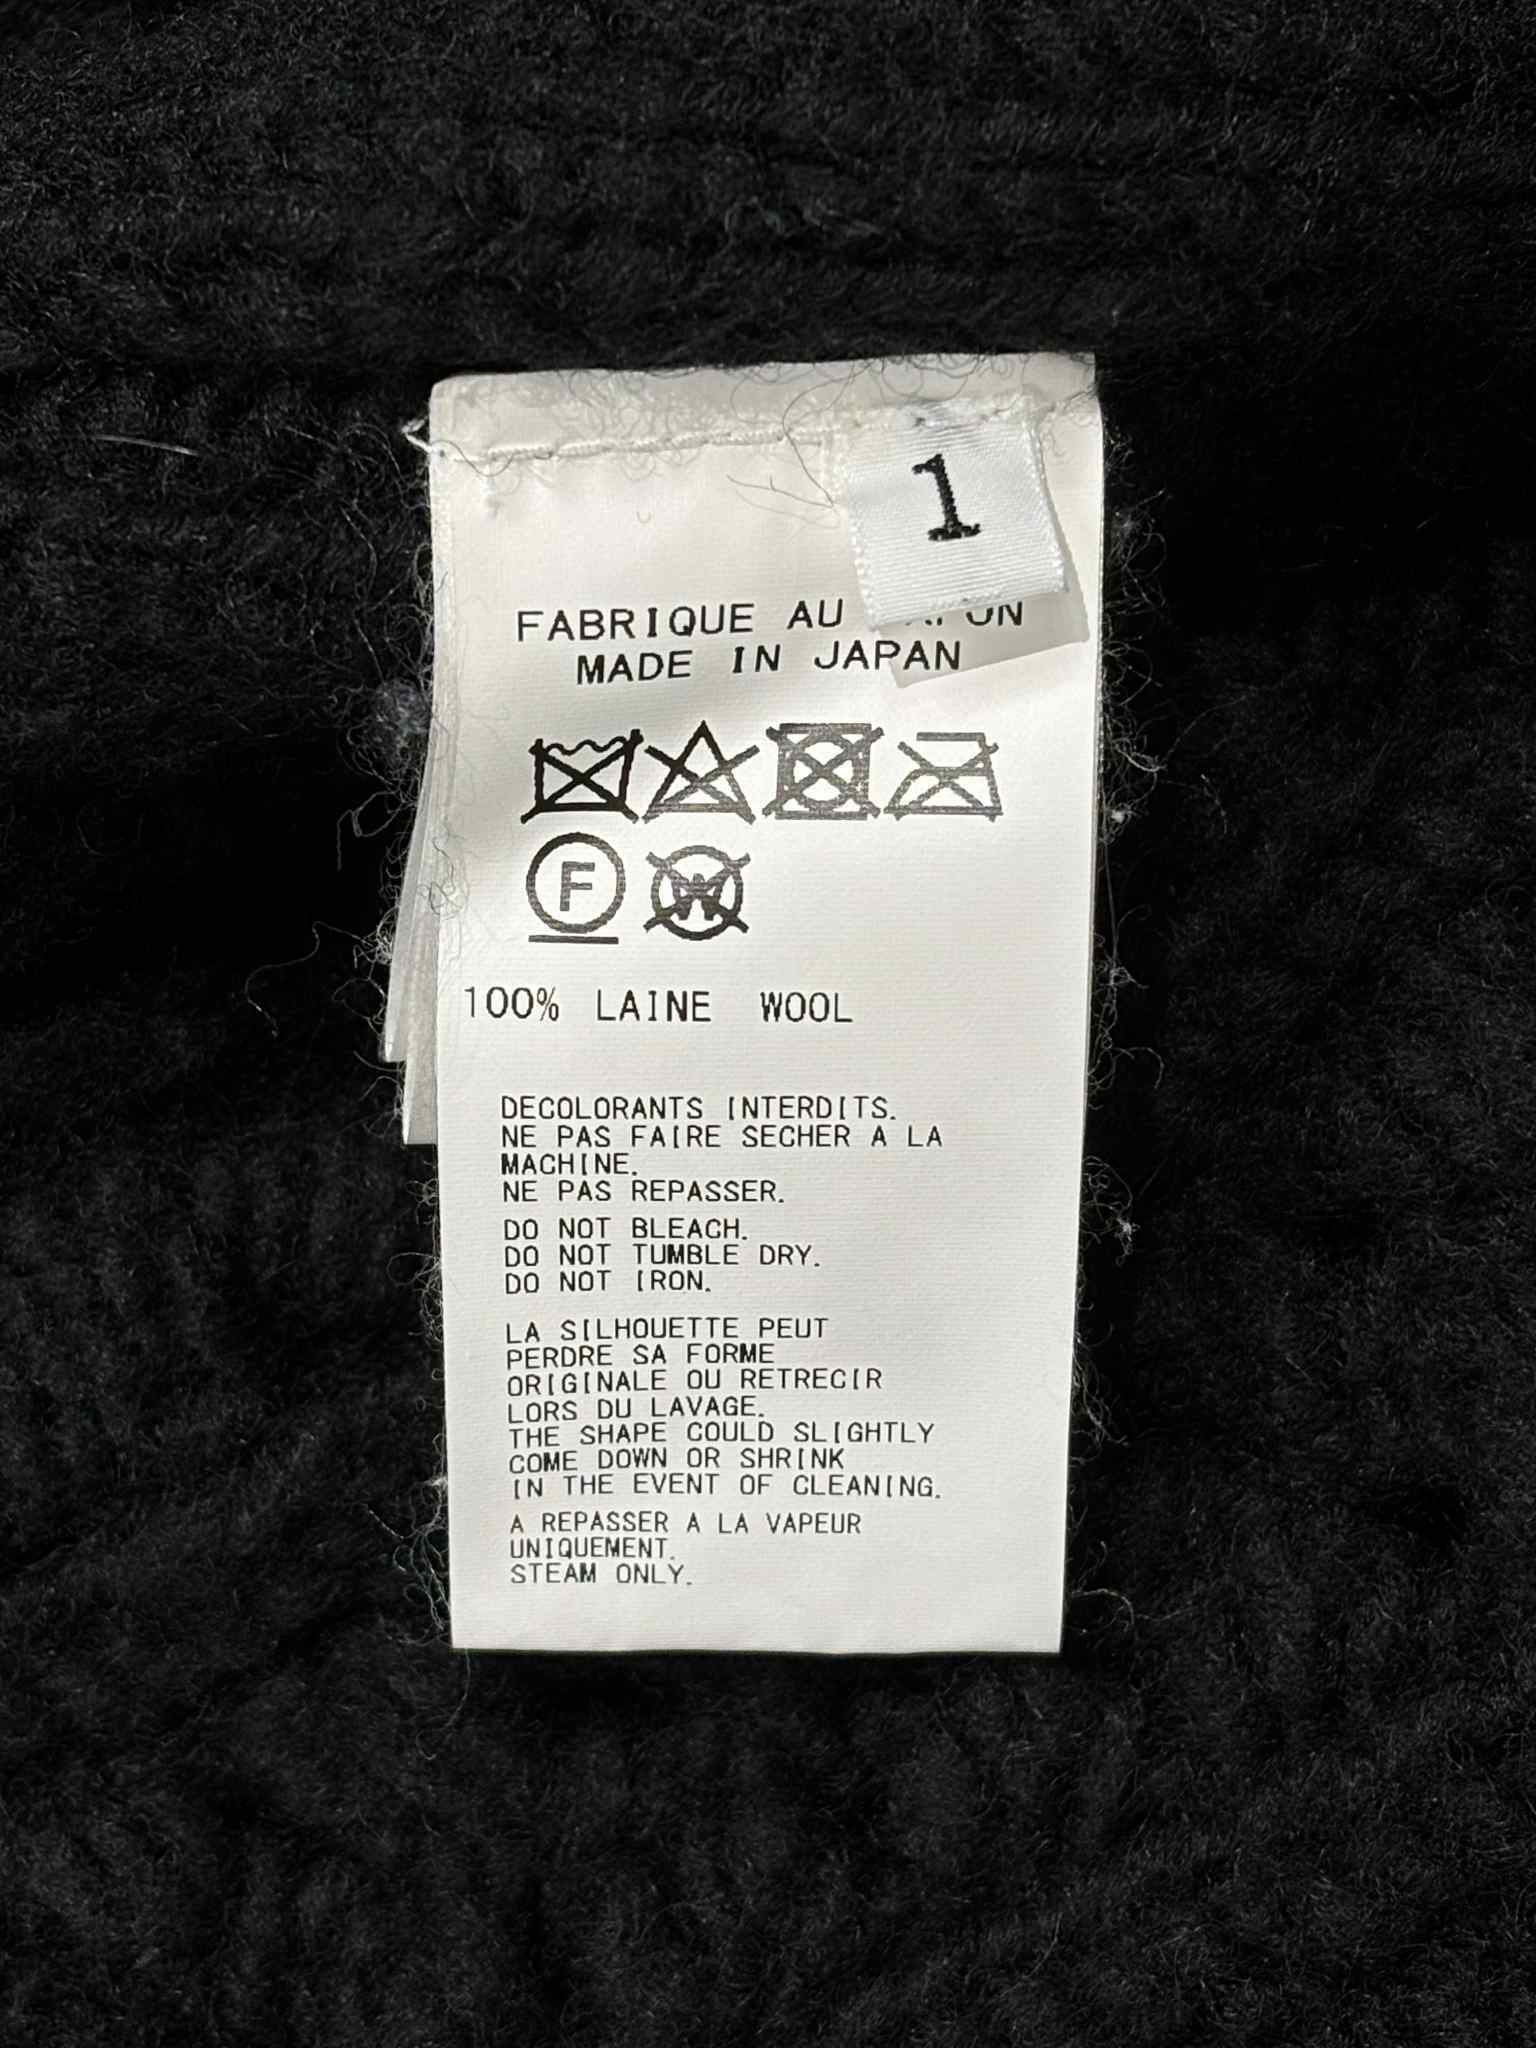 1
FABRIQUE AU
MADE IN JAPAN
F
W
100% LAINE WOOL
DECOLORANTS INTERDITS.
NE PAS FAIRE SECHER A LA
MACHINE.
NE PAS REPASSER.
DO NOT BLEACH.
DO NOT TUMBLE DRY.
DO NOT IRON.
LA SILHOUETTE PEUT
PERDRE SA FORME
ORIGINALE OU RETRECIR
LORS DU LAVAGE.
THE SHAPE COULD SLIGHTLY
COME DOWN OR SHRINK
IN THE EVENT OF CLEANING.
A REPASSER A LA VAPEUR
UNIQUEMENT.
STEAM ONLY.